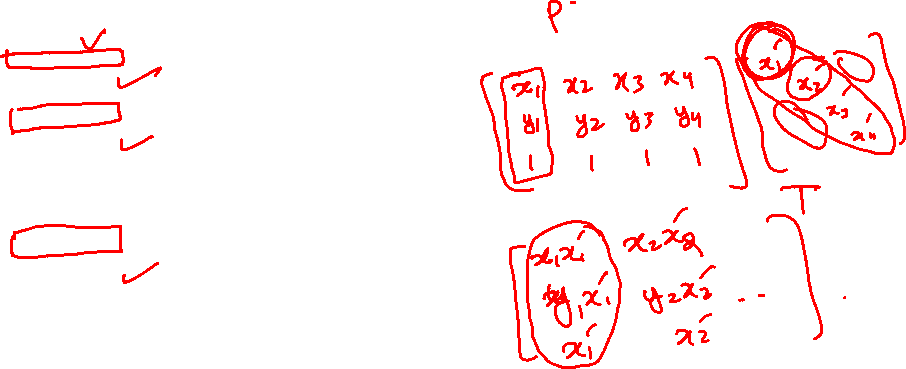 P
x1 x2 x3 x4 x1'
x2'
y1 y2 y3 y4 x3'
x4'
1 1 1 1
T
x1x1' x2x2'
y1x1' y2x2' --
x1' x2'